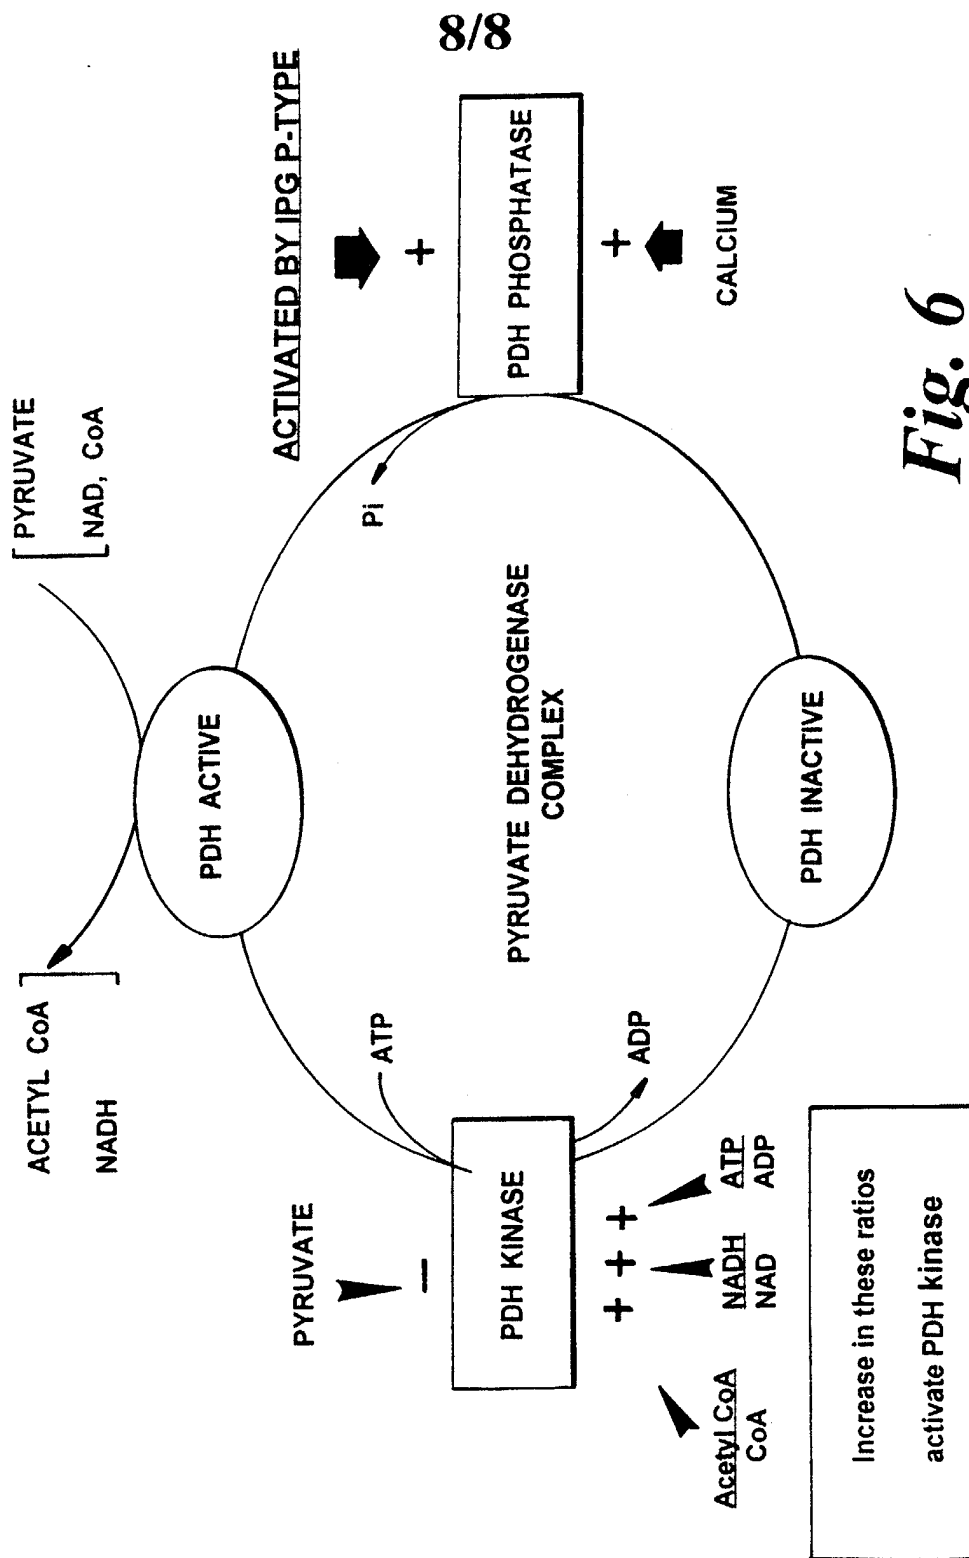 8/8
ACETYL CoA
NADH
PYRUVATE
NAD, CoA
ACTIVATED BY IPG P-TYPE
PDH ACTIVE
PYRUVATE
ATP
Pi
+
−
PDH KINASE
PYRUVATE DEHYDROGENASE
COMPLEX
PDH PHOSPHATASE
+ + +
ADP
+
Acetyl CoA
CoA
NADH
NAD
ATP
ADP
CALCIUM
PDH INACTIVE
Increase in these ratios
activate PDH kinase
Fig. 6